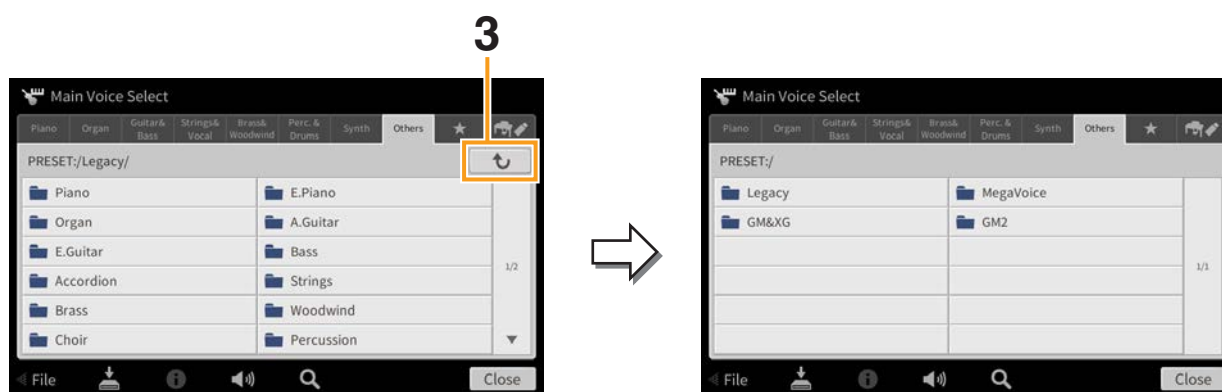 3
Main Voice Select
Piano Organ Guitar& Bass Strings& Vocal Brass& Woodwind Perc. & Drums Synth Others
PRESET:/Legacy/
Piano E.Piano
Organ A.Guitar
E.Guitar Bass
Accordion Strings
Brass Woodwind
Choir Percussion
1/2
File Close
Main Voice Select
Piano Organ Guitar& Bass Strings& Vocal Brass& Woodwind Perc. & Drums Synth Others
PRESET:/
Legacy MegaVoice
GM&XG GM2
1/1
File Close